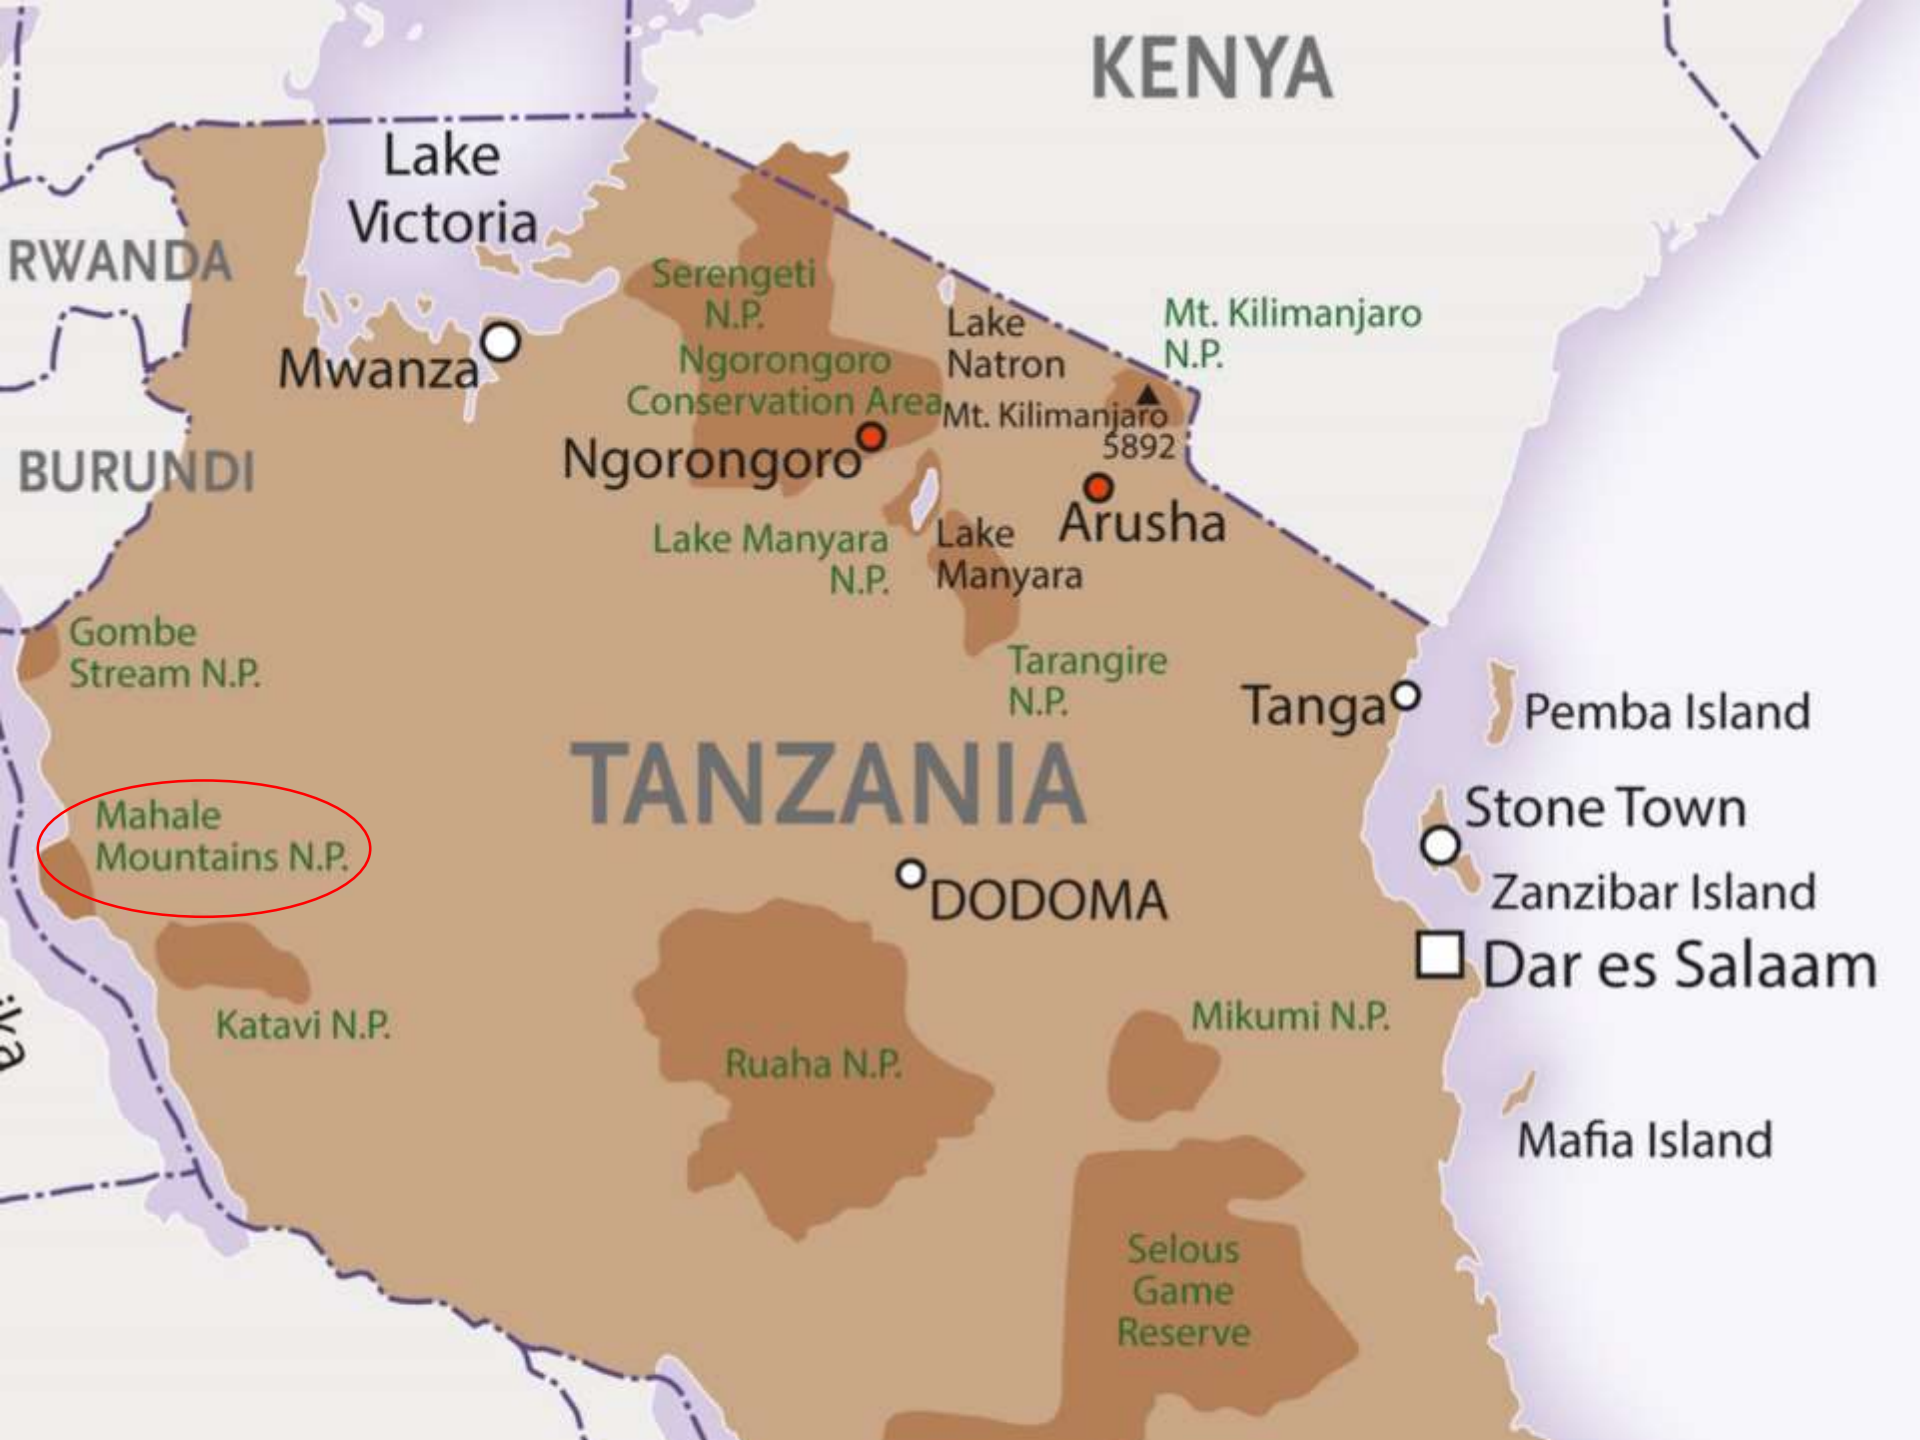 KENYA
Lake
Victoria
RWANDA
Serengeti
N.P.
Mt. Kilimanjaro
N.P.
Lake
Natron
Mwanza
Ngorongoro
Conservation Area
Mt. Kilimanjaro
5892
Ngorongoro
BURUNDI
Arusha
Lake Manyara
N.P.
Lake
Manyara
Gombe
Stream N.P.
Tarangire
N.P.
Tanga
Pemba Island
TANZANIA
Mahale
Mountains N.P.
Stone Town
DODOMA
Zanzibar Island
Dar es Salaam
Katavi N.P.
Mikumi N.P.
Ruaha N.P.
Mafia Island
Selous
Game
Reserve